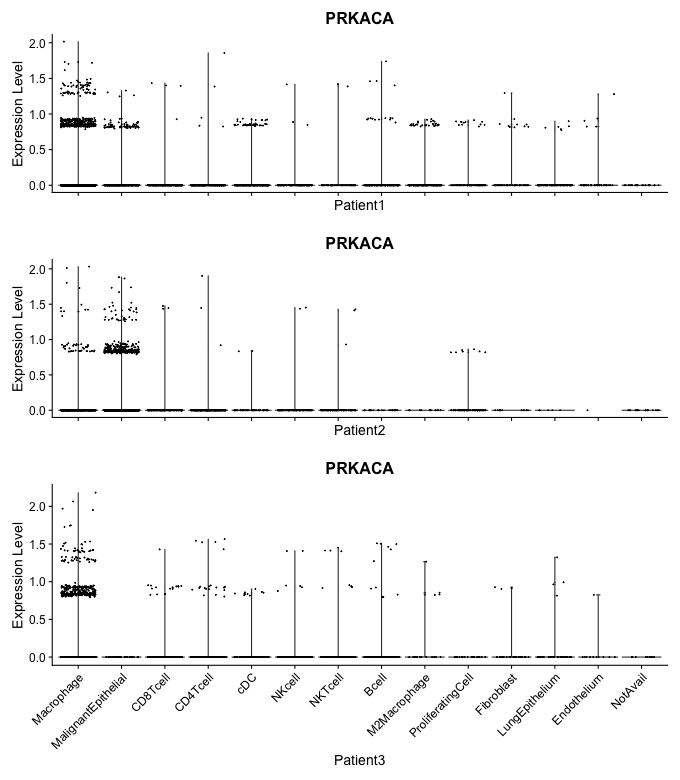 PRKACA
Expression Level
2.0
1.5
1.0
0.5
0.0
Patient1
PRKACA
Expression Level
2.0
1.5
1.0
0.5
0.0
Patient2
PRKACA
Expression Level
2.0
1.5
1.0
0.5
0.0
Macrophage
MalignantEpithelial
CD8Tcell
CD4Tcell
cDC
NKcell
NKTcell
Bcell
M2Macrophage
ProliferatingCell
Fibroblast
LungEpithelium
Endothelium
NotAvail
Patient3